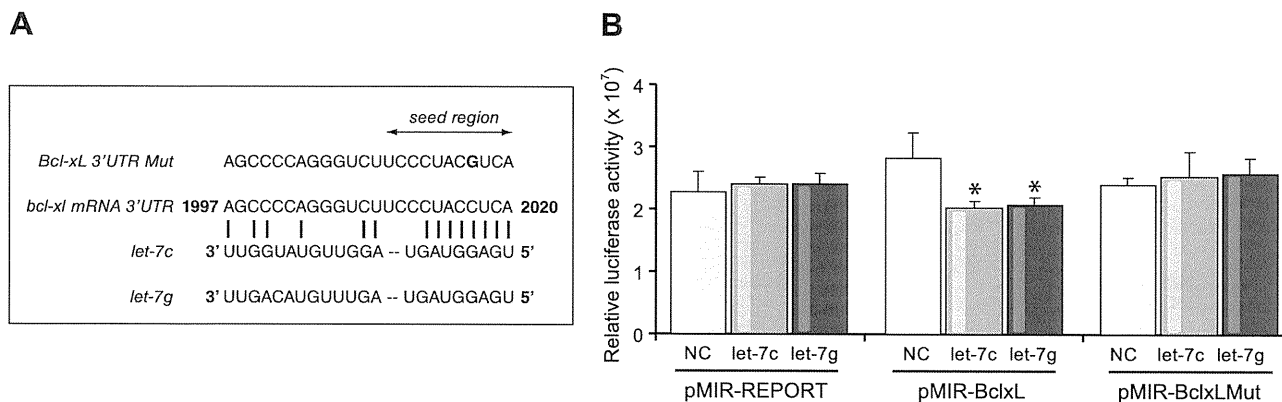 A
seed region
Bcl-xL 3'UTR Mut AGCCCCAGGGUCUUCCCUACGUCA
bcl-xl mRNA 3'UTR 1997 AGCCCCAGGGUCUUCCCUACCUCA 2020
let-7c 3' UUGGUAUGUUGGA -- UGAUGGAGU 5'
let-7g 3' UUGACAUGUUUGA -- UGAUGGAGU 5'
B
Relative luciferase activity (x 10⁷)
4
3
2
1
0
* *
NC let-7c let-7g NC let-7c let-7g NC let-7c let-7g
pMIR-REPORT pMIR-BclxL pMIR-BclxLMut